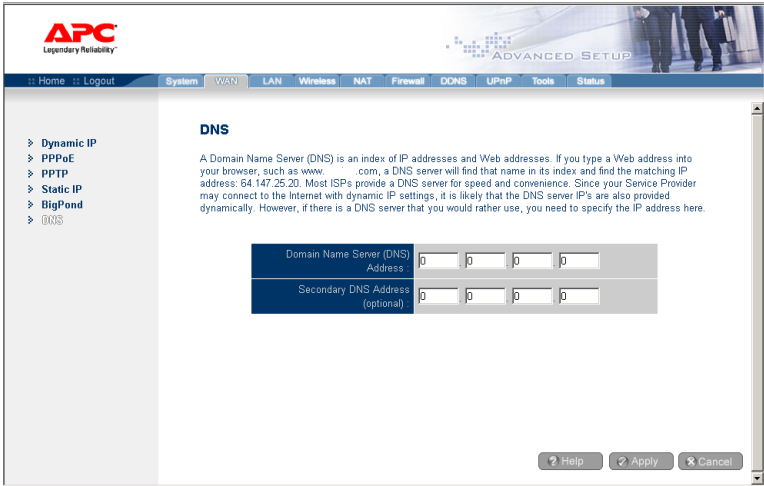 APC
Legendary Reliability™
ADVANCED SETUP
:: Home :: Logout
System WAN LAN Wireless NAT Firewall DDNS UPnP Tools Status
Dynamic IP
PPPoE
PPTP
Static IP
BigPond
DNS
DNS
A Domain Name Server (DNS) is an index of IP addresses and Web addresses. If you type a Web address into
your browser, such as www. .com, a DNS server will find that name in its index and find the matching IP
address: 64.147.25.20. Most ISPs provide a DNS server for speed and convenience. Since your Service Provider
may connect to the Internet with dynamic IP settings, it is likely that the DNS server IP's are also provided
dynamically. However, if there is a DNS server that you would rather use, you need to specify the IP address here.
Domain Name Server (DNS)
Address : 0 . 0 . 0 . 0
Secondary DNS Address
(optional) : 0 . 0 . 0 . 0
Help Apply Cancel